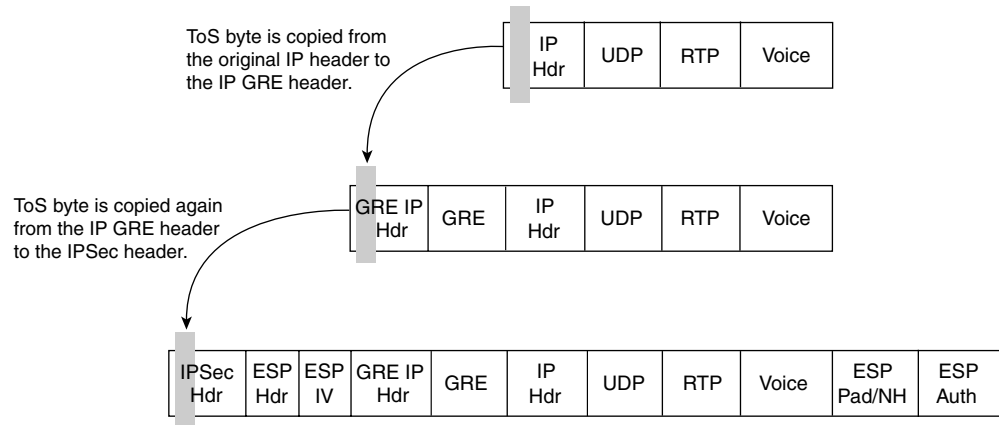 ToS byte is copied from
the original IP header to
the IP GRE header.
IP Hdr UDP RTP Voice
ToS byte is copied again
from the IP GRE header
to the IPSec header.
GRE IP Hdr GRE IP Hdr UDP RTP Voice
IPSec Hdr ESP Hdr ESP IV GRE IP Hdr GRE IP Hdr UDP RTP Voice ESP Pad/NH ESP Auth